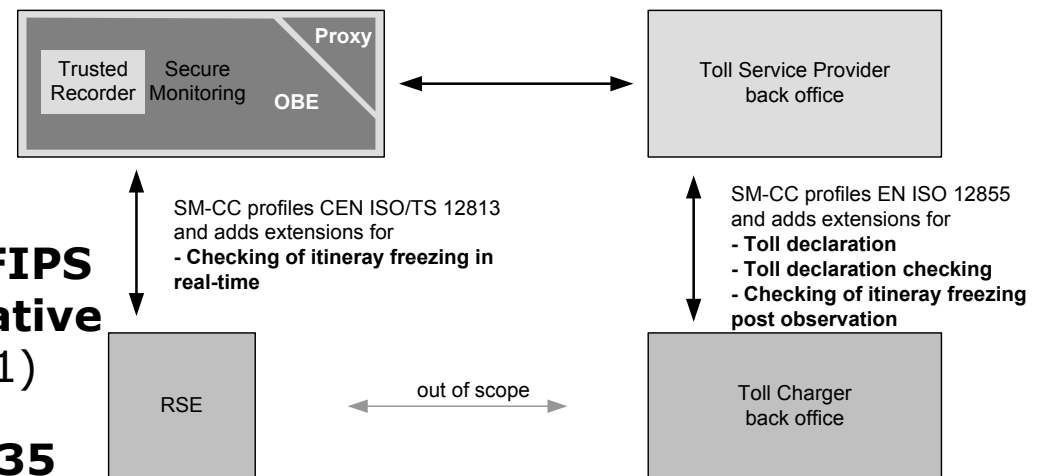 Proxy
Trusted
Recorder
Secure
Monitoring
OBE
Toll Service Provider
back office
SM-CC profiles CEN ISO/TS 12813
and adds extensions for
- Checking of itineray freezing in
real-time
SM-CC profiles EN ISO 12855
and adds extensions for
- Toll declaration
- Toll declaration checking
- Checking of itineray freezing
post observation
FIPS
ative
1)
35
RSE
out of scope
Toll Charger
back office